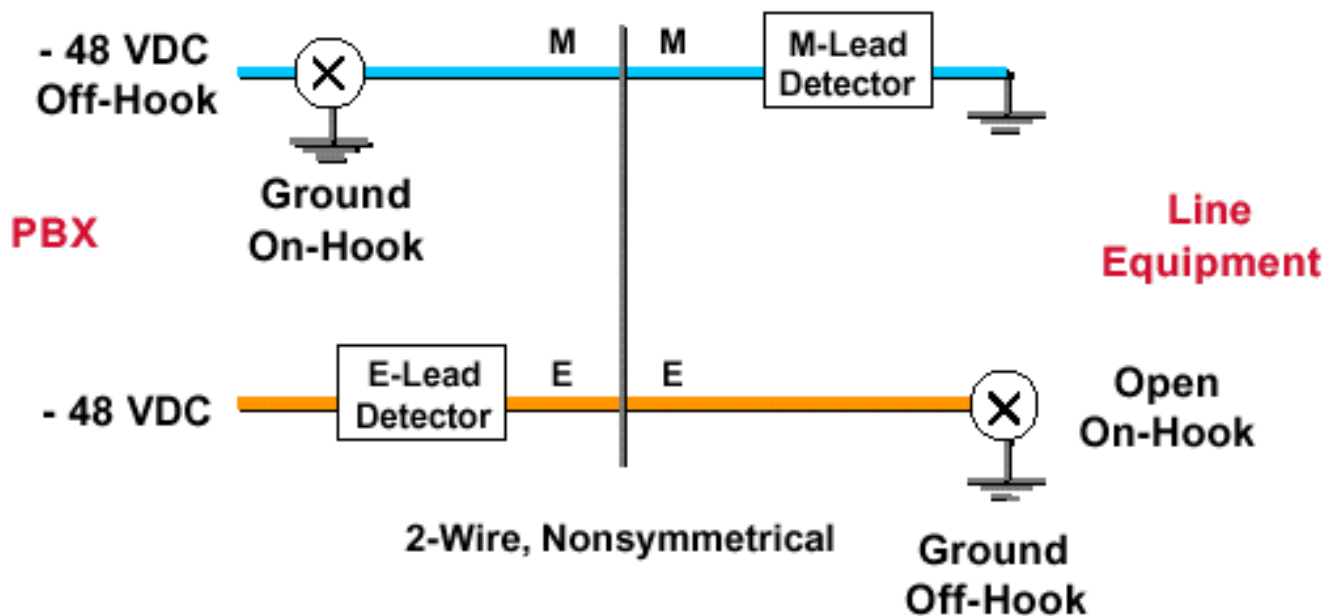 - 48 VDC
Off-Hook
M
M
M-Lead
Detector
Ground
On-Hook
PBX
Line
Equipment
- 48 VDC
E-Lead
Detector
E
E
Open
On-Hook
2-Wire, Nonsymmetrical
Ground
Off-Hook